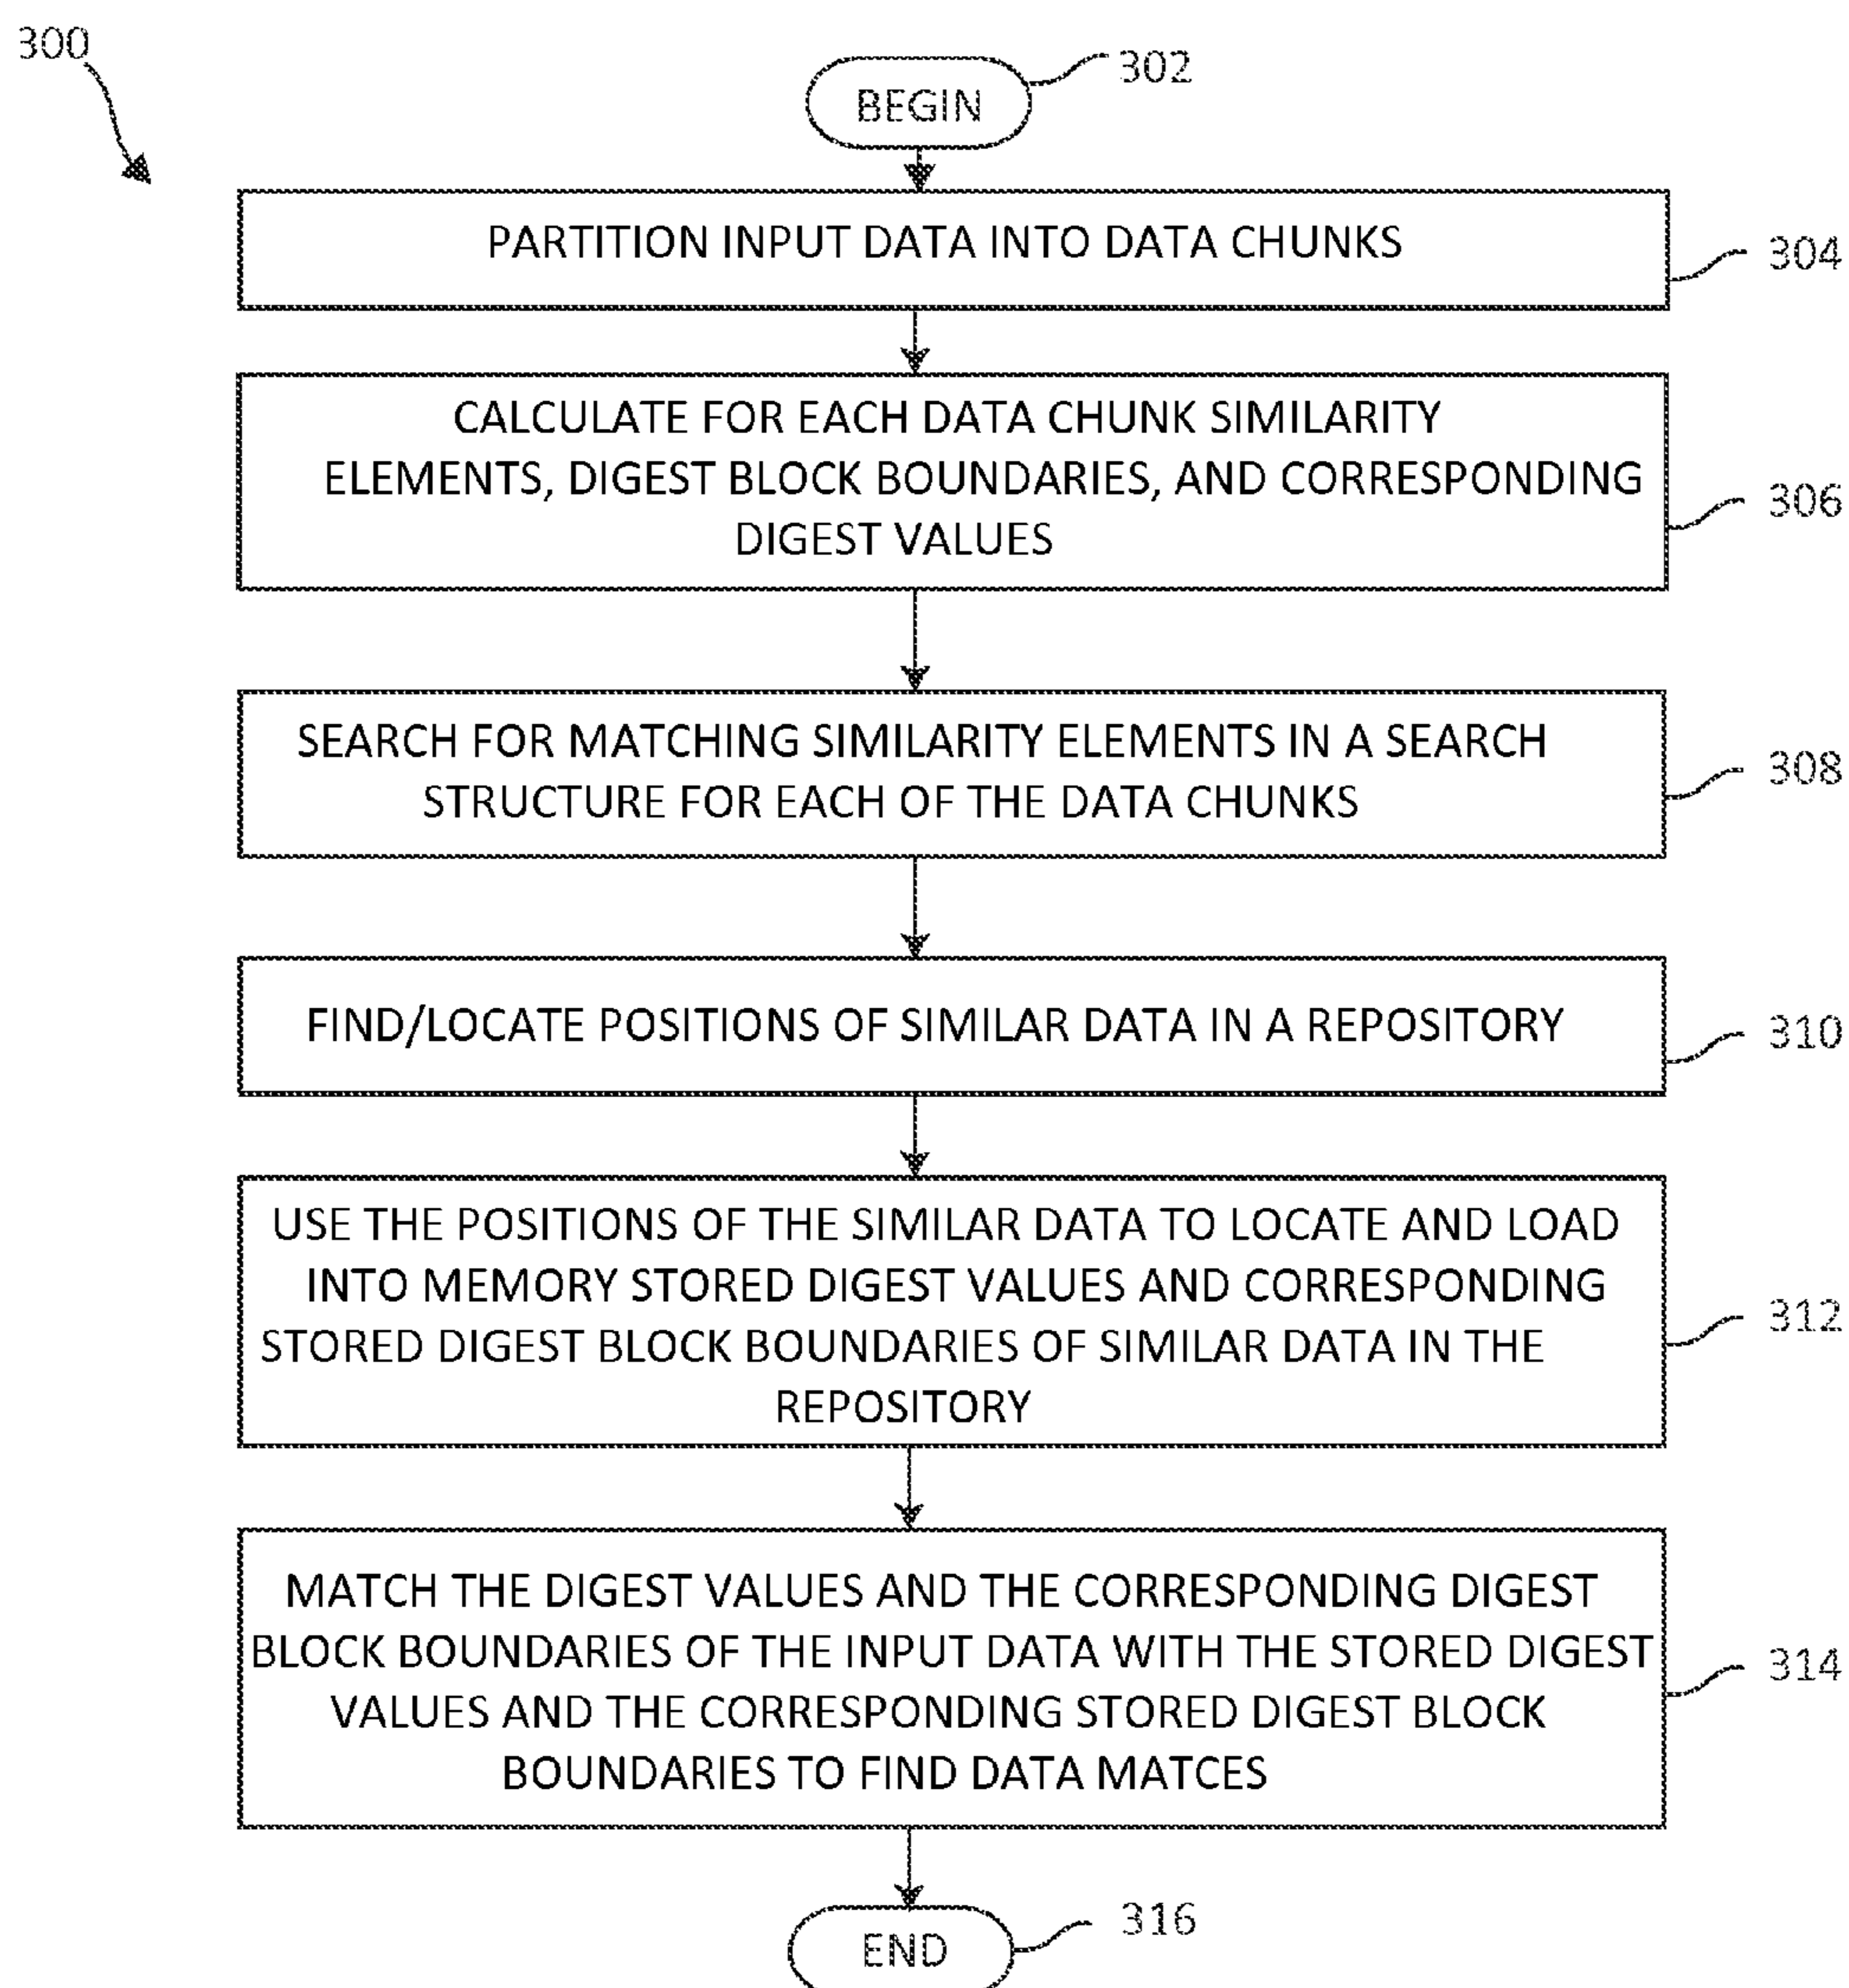 300
302
BEGIN
PARTITION INPUT DATA INTO DATA CHUNKS
304
CALCULATE FOR EACH DATA CHUNK SIMILARITY
ELEMENTS, DIGEST BLOCK BOUNDARIES, AND CORRESPONDING
DIGEST VALUES
306
SEARCH FOR MATCHING SIMILARITY ELEMENTS IN A SEARCH
STRUCTURE FOR EACH OF THE DATA CHUNKS
308
FIND/LOCATE POSITIONS OF SIMILAR DATA IN A REPOSITORY
310
USE THE POSITIONS OF THE SIMILAR DATA TO LOCATE AND LOAD
INTO MEMORY STORED DIGEST VALUES AND CORRESPONDING
STORED DIGEST BLOCK BOUNDARIES OF SIMILAR DATA IN THE
REPOSITORY
312
MATCH THE DIGEST VALUES AND THE CORRESPONDING DIGEST
BLOCK BOUNDARIES OF THE INPUT DATA WITH THE STORED DIGEST
VALUES AND THE CORRESPONDING STORED DIGEST BLOCK
BOUNDARIES TO FIND DATA MATCES
314
316
END